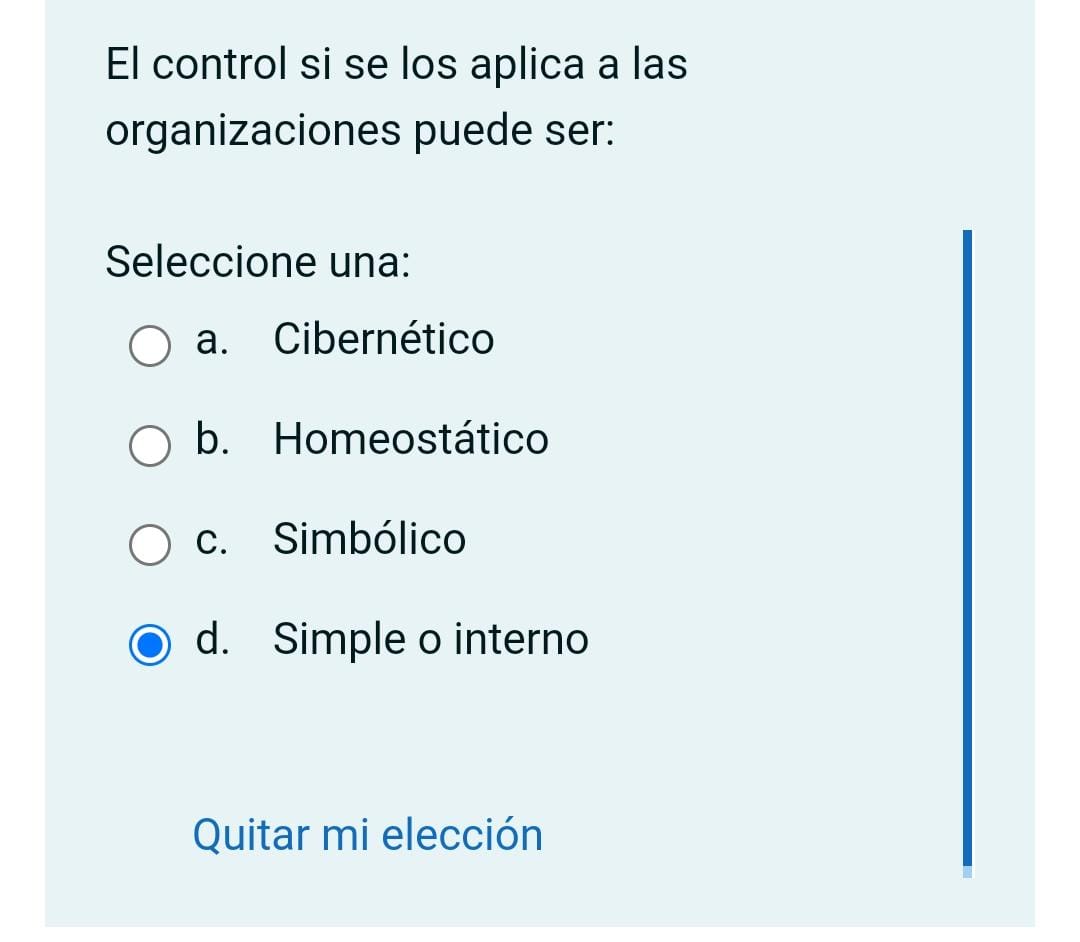 El control si se los aplica a las
organizaciones puede ser:
Seleccione una:
a. Cibernético
b. Homeostático
c. Simbólico
d. Simple o interno
Quitar mi elección